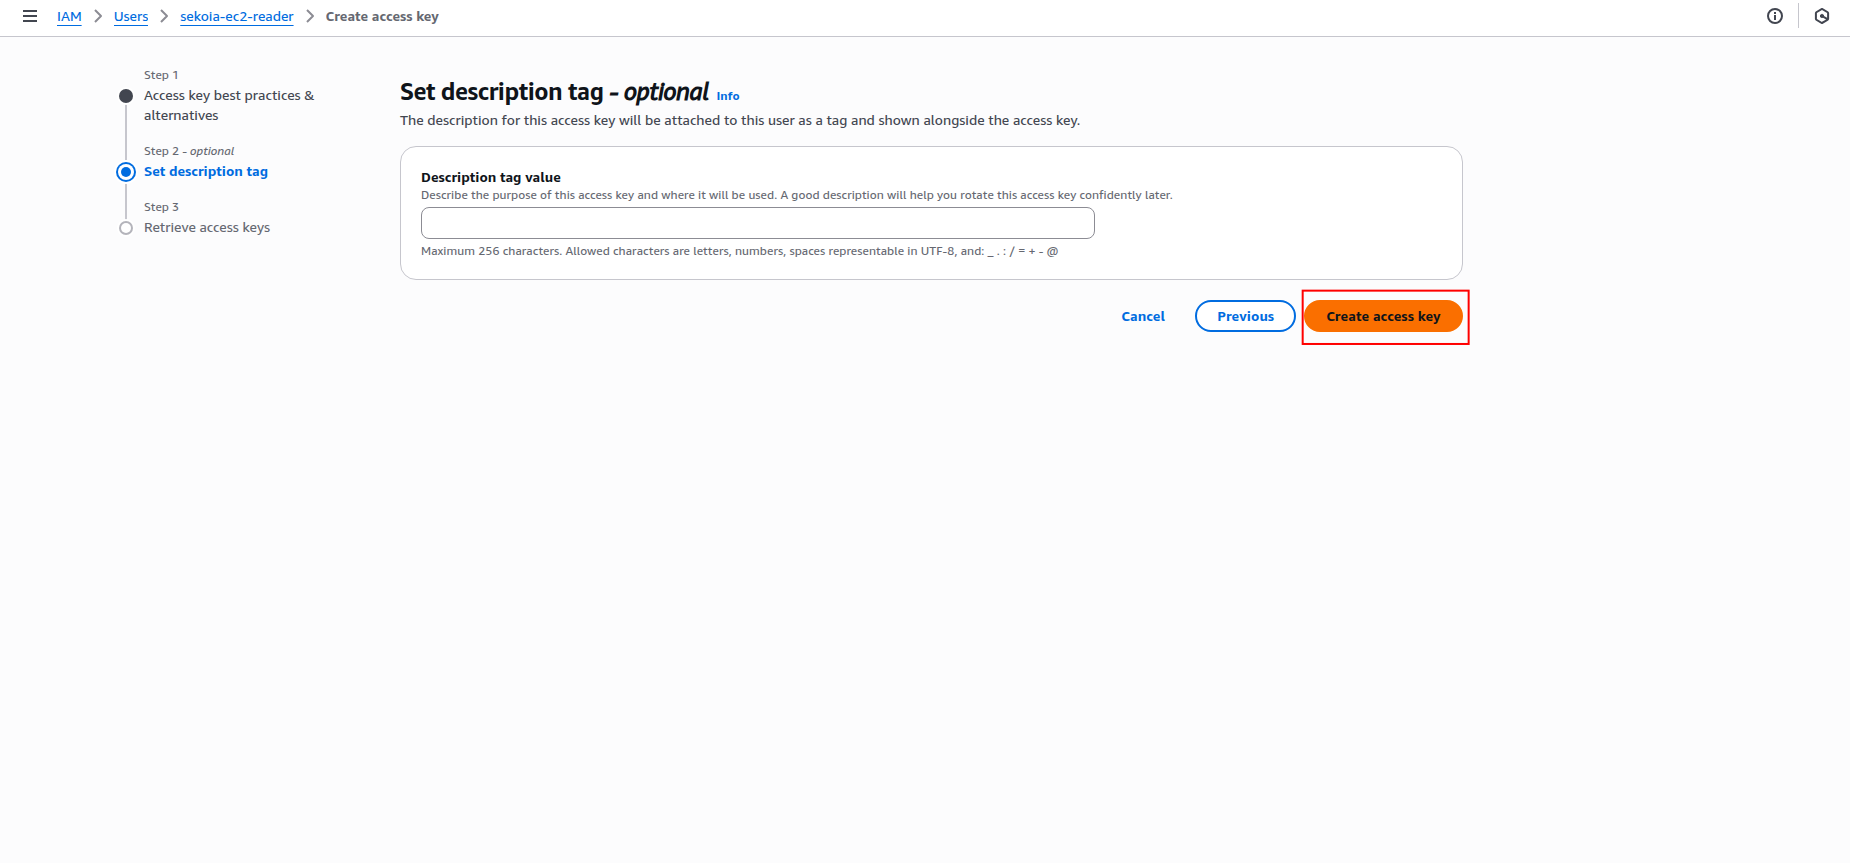 IAM Users sekoia-ec2-reader Create access key
Step 1
Access key best practices &
alternatives
Step 2 - optional
Set description tag
Step 3
Retrieve access keys
Set description tag - optional Info
The description for this access key will be attached to this user as a tag and shown alongside the access key.
Description tag value
Describe the purpose of this access key and where it will be used. A good description will help you rotate this access key confidently later.
Maximum 256 characters. Allowed characters are letters, numbers, spaces representable in UTF-8, and: _ . : / = + - @
Cancel Previous Create access key